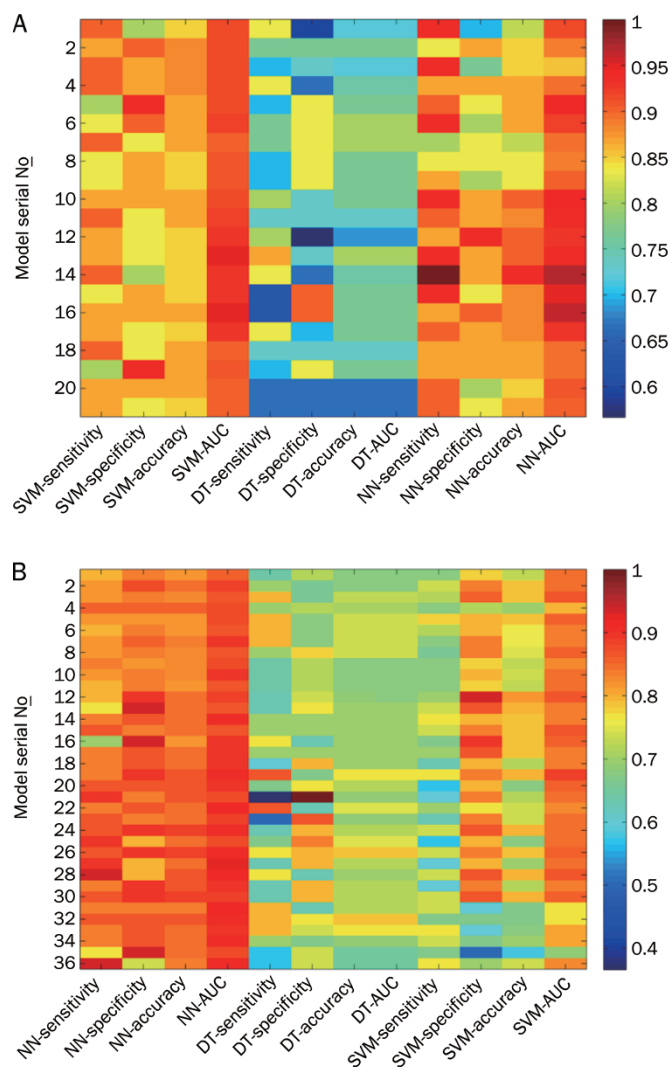 A
Model serial No
2
4
6
8
10
12
14
16
18
20
1
0.95
0.9
0.85
0.8
0.75
0.7
0.65
0.6
SVM-sensitivity
SVM-specificity
SVM-accuracy
SVM-AUC
DT-sensitivity
DT-specificity
DT-accuracy
DT-AUC
NN-sensitivity
NN-specificity
NN-accuracy
NN-AUC
B
Model serial No
2
4
6
8
10
12
14
16
18
20
22
24
26
28
30
32
34
36
1
0.9
0.8
0.7
0.6
0.5
0.4
NN-sensitivity
NN-specificity
NN-accuracy
NN-AUC
DT-sensitivity
DT-specificity
DT-accuracy
DT-AUC
SVM-sensitivity
SVM-specificity
SVM-accuracy
SVM-AUC